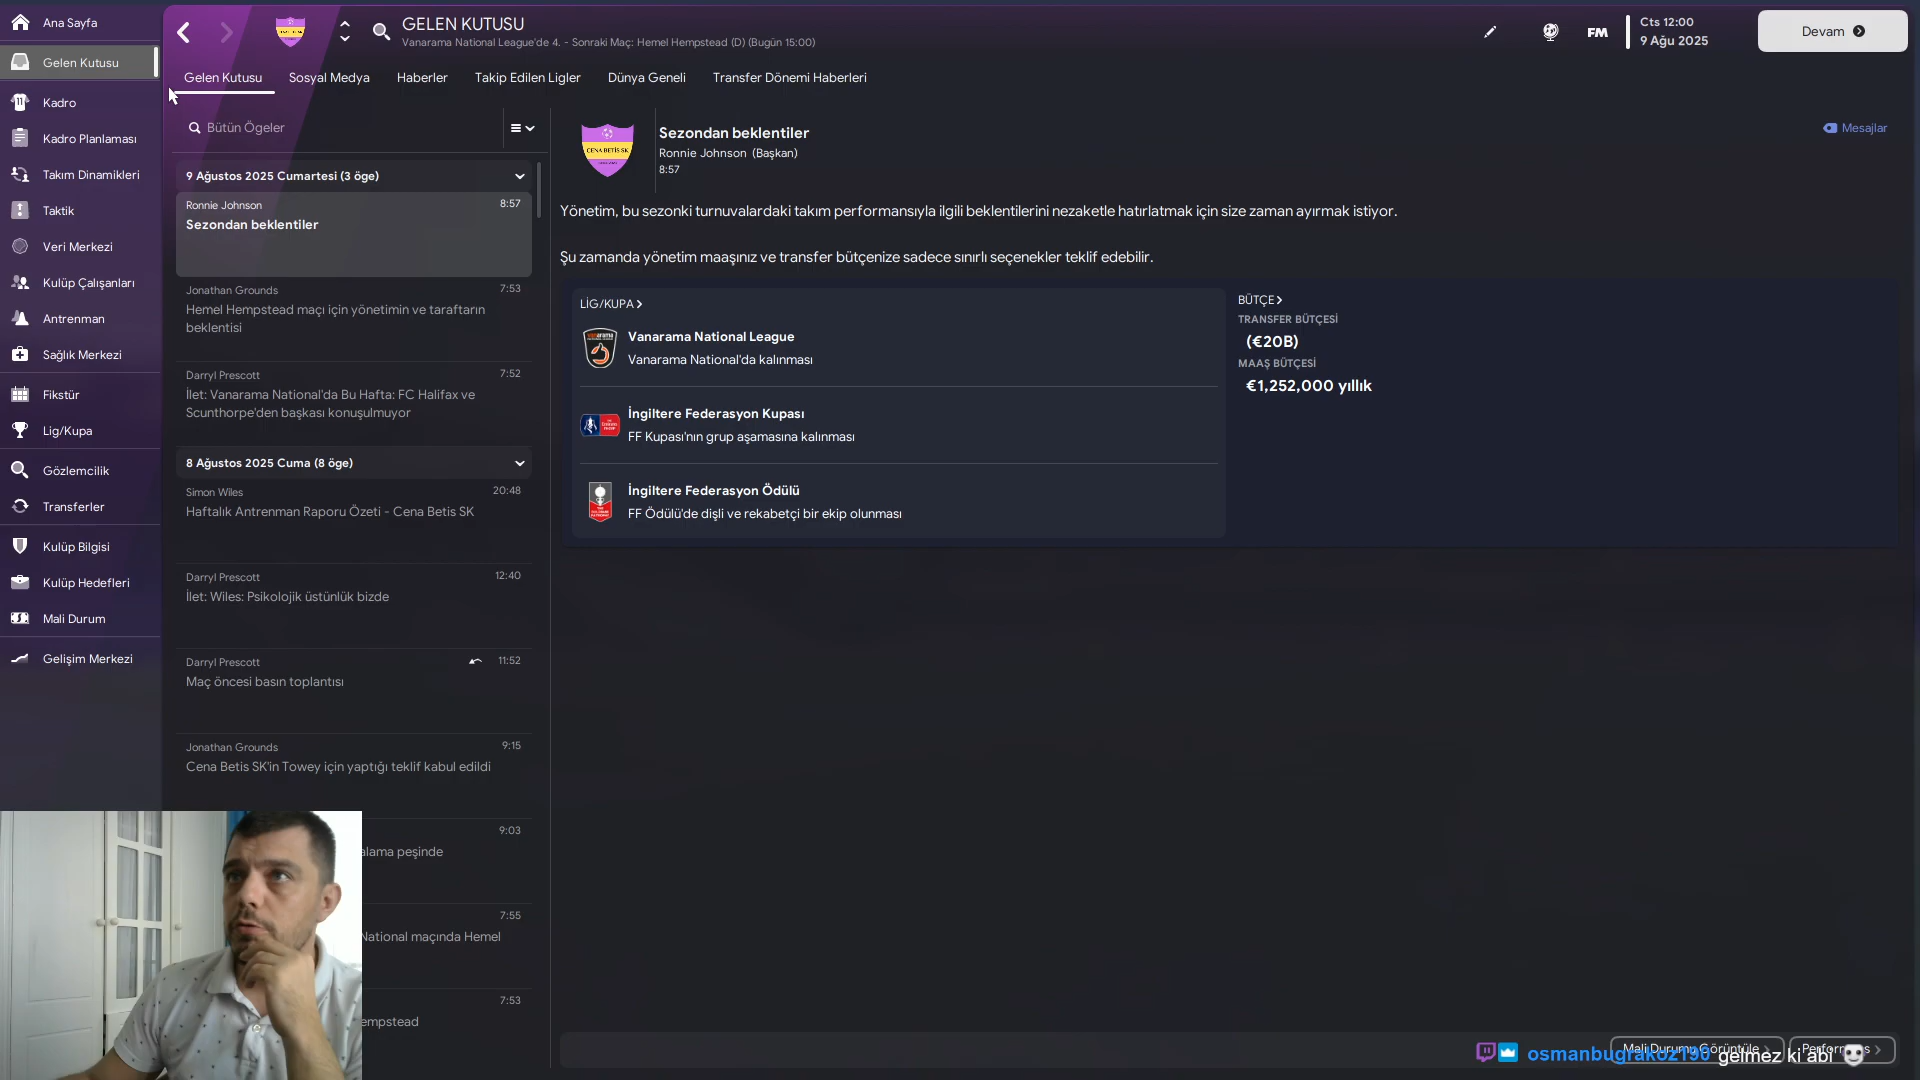 Ana Sayfa
Gelen Kutusu
Kadro
Kadro Planlaması
Takım Dinamikleri
Taktik
Veri Merkezi
Kulüp Çalışanları
Antrenman
Sağlık Merkezi
Fikstür
Lig/Kupa
Gözlemcilik
Transferler
Kulüp Bilgisi
Kulüp Hedefleri
Mali Durum
Gelişim Merkezi
GELEN KUTUSU
Vanarama National League'de 4. - Sonraki Maç: Hemel Hempstead (D) (Bugün 15:00)
FM
Cts 12:00
9 Ağu 2025
Devam
Gelen Kutusu Sosyal Medya Haberler Takip Edilen Ligler Dünya Geneli Transfer Dönemi Haberleri
Bütün Ögeler
9 Ağustos 2025 Cumartesi (3 öge)
Ronnie Johnson 8:57
Sezondan beklentiler
Jonathan Grounds 7:53
Hemel Hempstead maçı için yönetimin ve taraftarın
beklentisi
Darryl Prescott 7:52
İlet: Vanarama National'da Bu Hafta: FC Halifax ve
Scunthorpe'den başkası konuşulmuyor
8 Ağustos 2025 Cuma (8 öge)
Simon Wiles 20:48
Haftalık Antrenman Raporu Özeti - Cena Betis SK
Darryl Prescott 12:40
İlet: Wiles: Psikolojik üstünlük bizde
Darryl Prescott 11:52
Maç öncesi basın toplantısı
Jonathan Grounds 9:15
Cena Betis SK'in Towey için yaptığı teklif kabul edildi
9:03
alama peşinde
7:55
National maçında Hemel
7:53
empstead
CENA BETİS SK
Sezondan beklentiler
Ronnie Johnson (Başkan)
8:57
Mesajlar
Yönetim, bu sezonki turnuvalardaki takım performansıyla ilgili beklentilerini nezaketle hatırlatmak için size zaman ayırmak istiyor.
Şu zamanda yönetim maaşınız ve transfer bütçenize sadece sınırlı seçenekler teklif edebilir.
LİG/KUPA
Vanarama National League
Vanarama National'da kalınması
İngiltere Federasyon Kupası
FF Kupası'nın grup aşamasına kalınması
İngiltere Federasyon Ödülü
FF Ödülü'de dişli ve rekabetçi bir ekip olunması
BÜTÇE
TRANSFER BÜTÇESİ
(€20B)
MAAŞ BÜTÇESİ
€1,252,000 yıllık
Mali Durumu Görüntüle
osmanbugrakoz190 gelmez ki abi